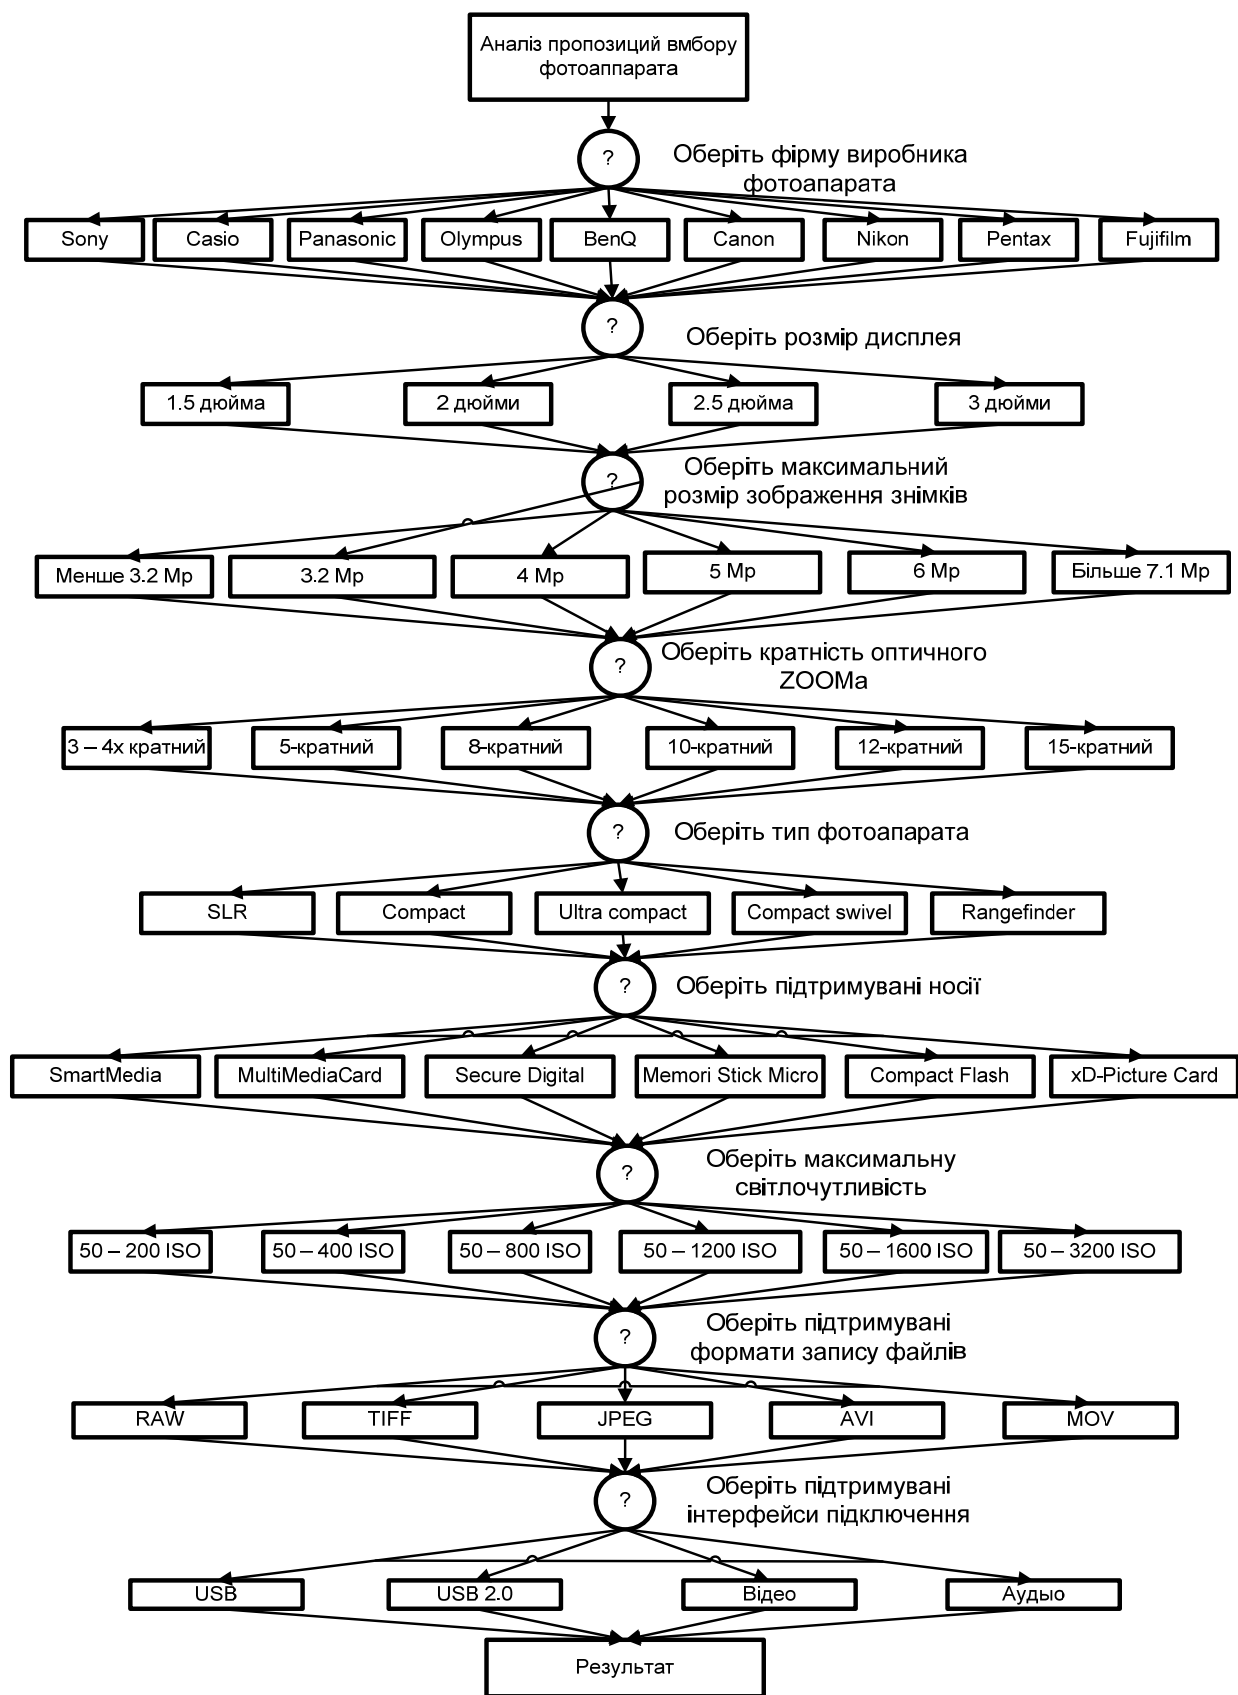 Аналіз пропозиций вмбору
фотоаппарата
?
Оберіть фірму виробника
фотоапарата
Sony Casio Panasonic Olympus BenQ Canon Nikon Pentax Fujifilm
?
Оберіть розмір дисплея
1.5 дюйма 2 дюйми 2.5 дюйма 3 дюйми
?
Оберіть максимальний
розмір зображення знімків
Менше 3.2 Mp 3.2 Mp 4 Mp 5 Mp 6 Mp Більше 7.1 Mp
?
Оберіть кратність оптичного
ZOOMа
3 – 4х кратний 5-кратний 8-кратний 10-кратний 12-кратний 15-кратний
?
Оберіть тип фотоапарата
SLR Compact Ultra compact Compact swivel Rangefinder
?
Оберіть підтримувані носії
SmartMedia MultiMediaCard Secure Digital Memori Stick Micro Compact Flash xD-Picture Card
?
Оберіть максимальну
світлочутливість
50 – 200 ISO 50 – 400 ISO 50 – 800 ISO 50 – 1200 ISO 50 – 1600 ISO 50 – 3200 ISO
?
Оберіть підтримувані
формати запису файлів
RAW TIFF JPEG AVI MOV
?
Оберіть підтримувані
інтерфейси підключення
USB USB 2.0 Відео Аудыо
Результат